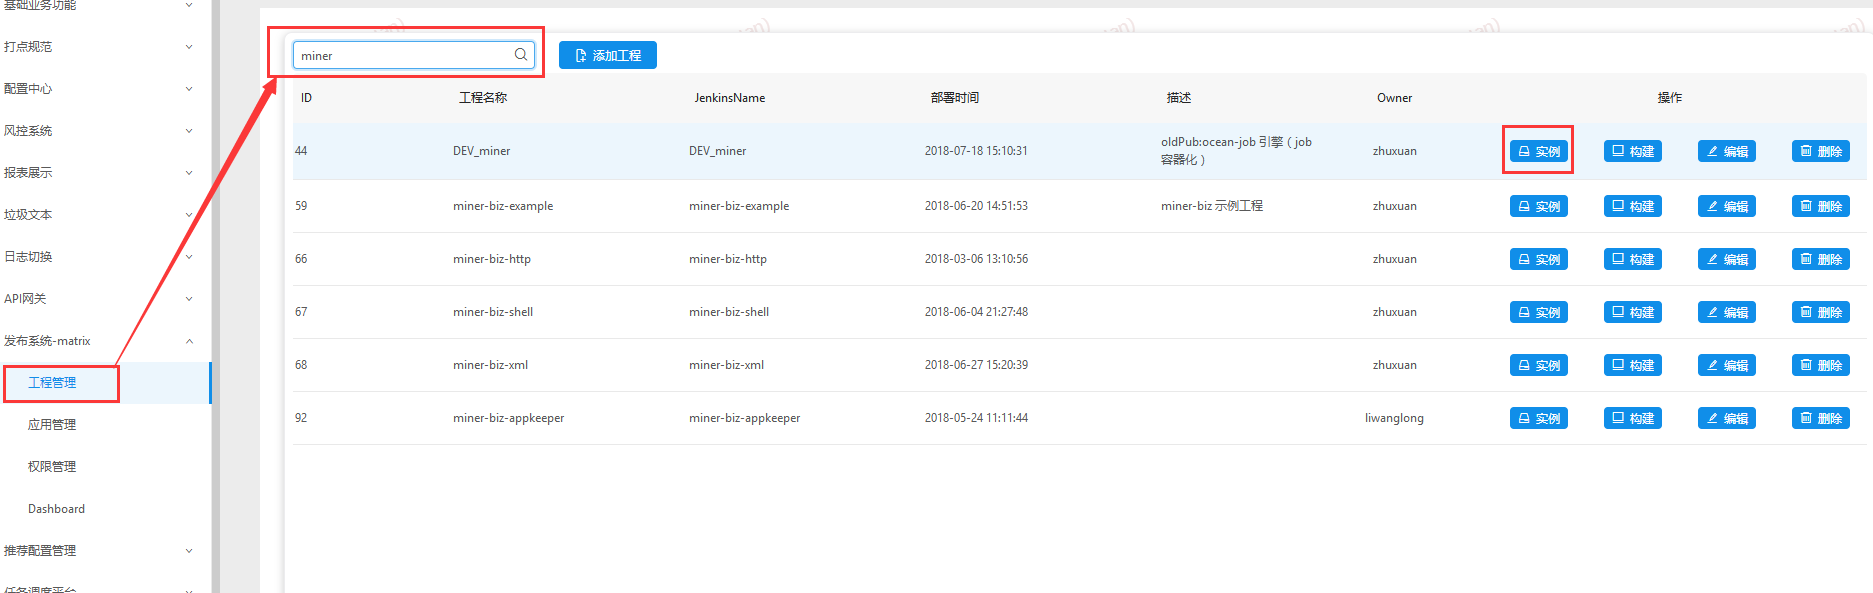 基础业务功能
打点规范
配置中心
风控系统
报表展示
垃圾文本
日志切换
API网关
发布系统-matrix
工程管理
应用管理
权限管理
Dashboard
推荐配置管理
任务调度平台
miner 添加工程
ID 工程名称 JenkinsName 部署时间 描述 Owner 操作
44 DEV_miner DEV_miner 2018-07-18 15:10:31 oldPub:ocean-job 引擎（job 容器化） zhuxuan 实例 构建 编辑 删除
59 miner-biz-example miner-biz-example 2018-06-20 14:51:53 miner-biz 示例工程 zhuxuan 实例 构建 编辑 删除
66 miner-biz-http miner-biz-http 2018-03-06 13:10:56 zhuxuan 实例 构建 编辑 删除
67 miner-biz-shell miner-biz-shell 2018-06-04 21:27:48 zhuxuan 实例 构建 编辑 删除
68 miner-biz-xml miner-biz-xml 2018-06-27 15:20:39 zhuxuan 实例 构建 编辑 删除
92 miner-biz-appkeeper miner-biz-appkeeper 2018-05-24 11:11:44 liwanglong 实例 构建 编辑 删除